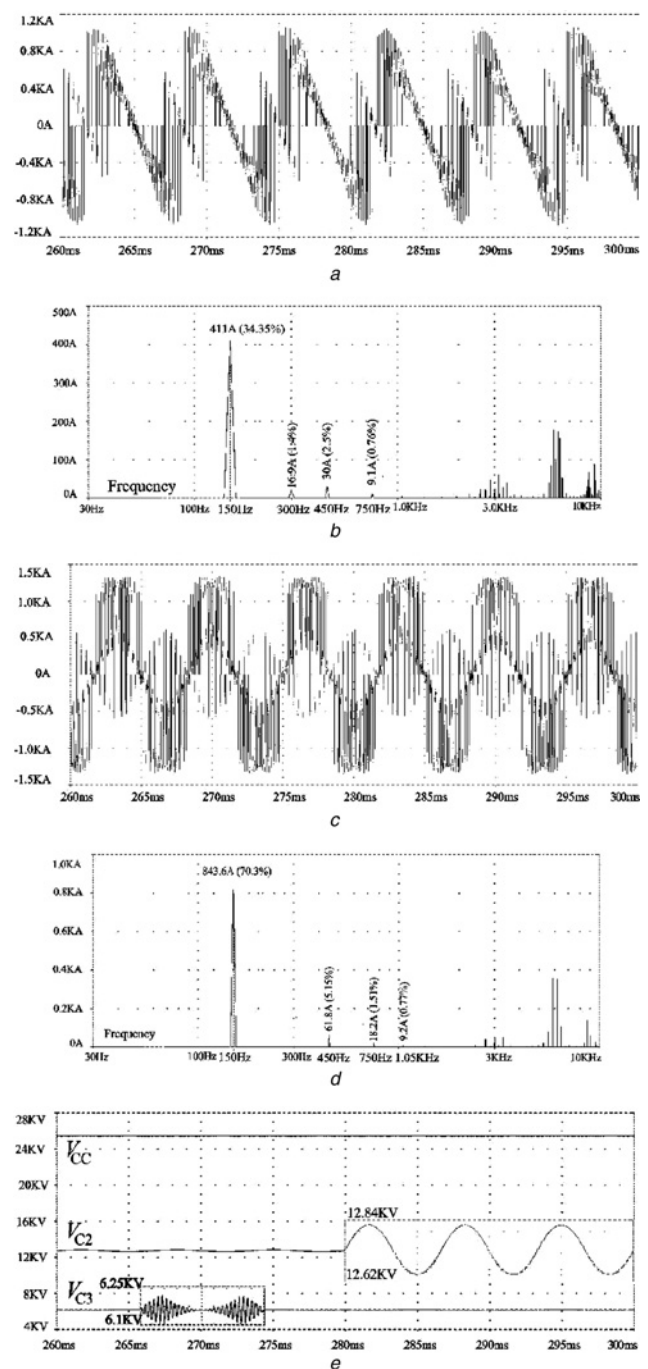 1.2KA
0.8KA
0.4KA
0A
-0.4KA
-0.8KA
-1.2KA
260ms 265ms 270ms 275ms 280ms 285ms 290ms 295ms 300ms
a
500A
411A (34.35%)
400A
300A
200A
16.9A (1.4%)
30A (2.5%)
9.1A (0.76%)
100A
Frequency
0A
30Hz 100Hz 150Hz 300Hz 450Hz 750Hz 1.0KHz 3.0KHz 10KHz
b
1.5KA
1.0KA
0.5KA
0A
-0.5KA
-1.0KA
-1.5KA
260ms 265ms 270ms 275ms 280ms 285ms 290ms 295ms 300ms
c
1.0KA
843.6A (70.3%)
0.8KA
0.6KA
0.4KA
61.8A (5.15%)
18.2A (1.51%)
9.2A (0.77%)
0.2KA
Frequency
0A
30Hz 100Hz 150Hz 300Hz 450Hz 750Hz 1.05KHz 3KHz 10KHz
d
28KV
VCC
24KV
20KV
16KV
12.84KV
VC2
12KV
12.62KV
8KV
VC3
6.25KV
6.1KV
4KV
260ms 265ms 270ms 275ms 280ms 285ms 290ms 295ms 300ms
e